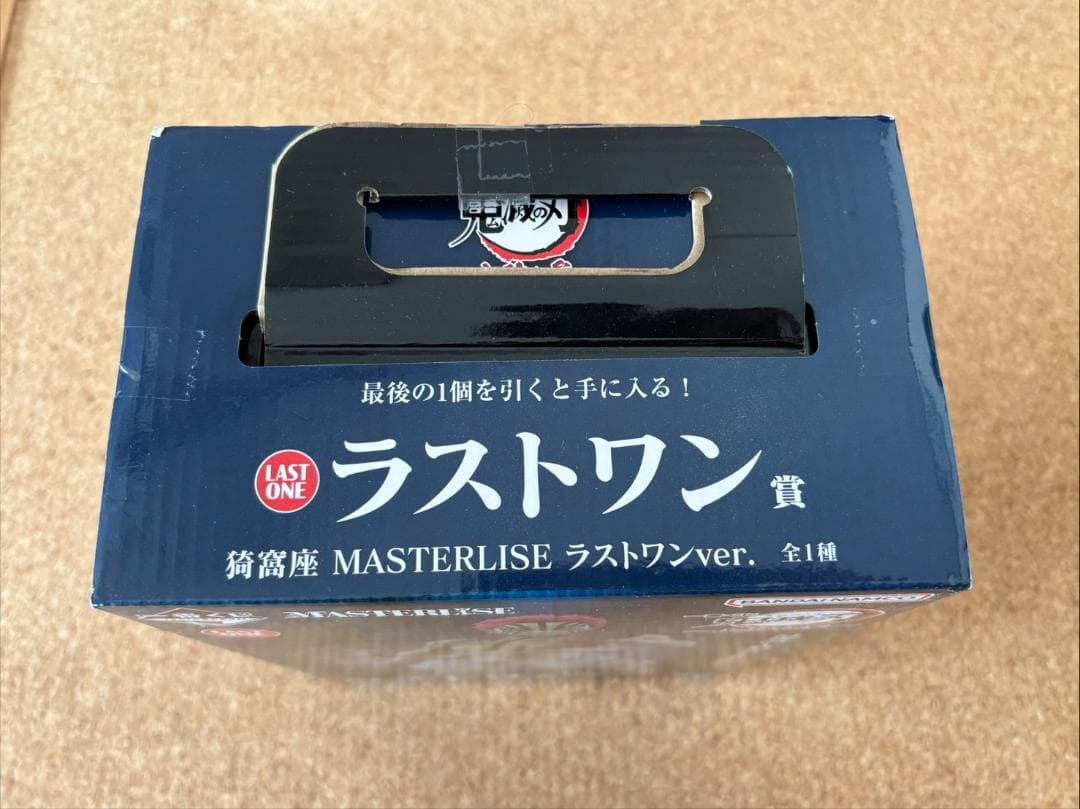 鬼滅の刃
最後の1個を引くと手に入る!
LAST
ONE
ラストワン賞
猗窩座 MASTERLISE ラストワンver. 全1種
MASTERLISE
BANDAI NAMCO